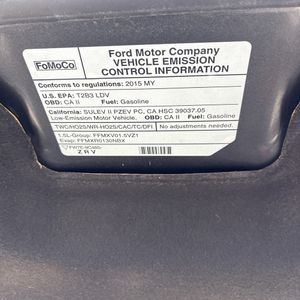 FoMoCo
Ford Motor Company
VEHICLE EMISSION
CONTROL INFORMATION
Conforms to regulations: 2015 MY
U.S. EPA: T2B3 LDV
OBD: CA II Fuel: Gasoline
California: SULEV II PZEV PC, CA HSC 39037.05
Low-Emission Motor Vehicle. OBD: CA II Fuel: Gasoline
TWC/HO2S/WR-HO2S/CAC/TC/DFI No adjustments needed.
1.5L-Group: FFMXV01.5VZ1
Evap: FFMXR0130NBX
Z R V